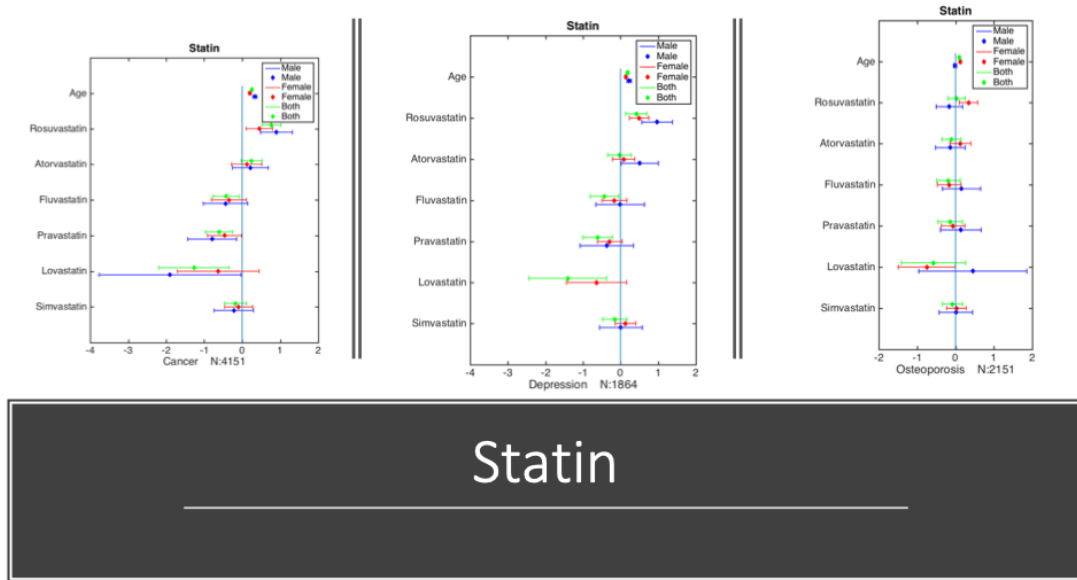 Statin
Male
Male
Female
Female
Both
Both
Age
Rosuvastatin
Atorvastatin
Fluvastatin
Pravastatin
Lovastatin
Simvastatin
-4 -3 -2 -1 0 1 2
Cancer N:4151
Statin
Male
Male
Female
Female
Both
Both
Age
Rosuvastatin
Atorvastatin
Fluvastatin
Pravastatin
Lovastatin
Simvastatin
-4 -3 -2 -1 0 1 2
Depression N:1864
Statin
Male
Male
Female
Female
Both
Both
Age
Rosuvastatin
Atorvastatin
Fluvastatin
Pravastatin
Lovastatin
Simvastatin
-2 -1 0 1 2
Osteoporosis N:2151
Statin